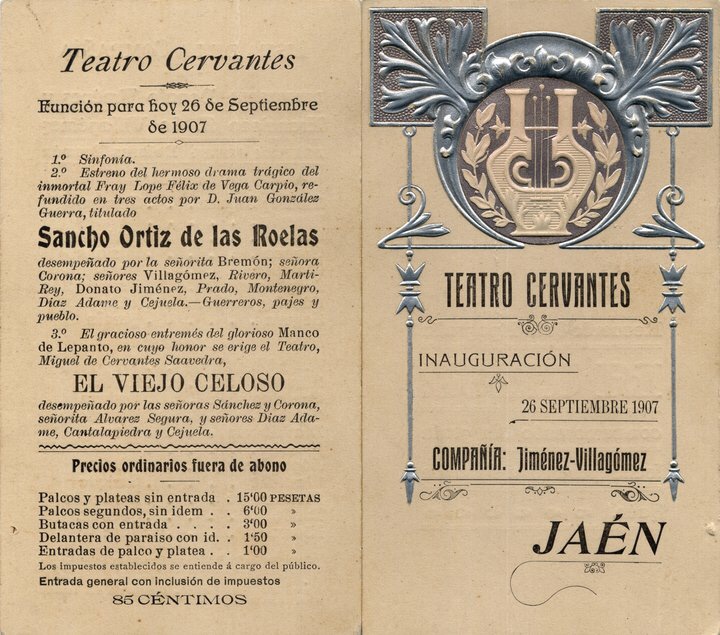 Teatro Cervantes
Función para hoy 26 de Septiembre
de 1907
1.º Sinfonía.
2.º Estreno del hermoso drama trágico del
inmortal Fray Lope Félix de Vega Carpio, re-
fundido en tres actos por D. Juan González
Guerra, titulado
Sancho Ortiz de las Roelas
desempeñado por la señorita Bremón; señora
Corona; señores Villagómez, Rivero, Martí-
Rey, Donato Jiménez, Prado, Montenegro,
Diaz Adame y Cejuela.—Guerreros, pajes y
pueblo.
3.º El gracioso entremés del glorioso Manco
de Lepanto, en cuyo honor se erige el Teatro,
Miguel de Cervantes Saavedra,
EL VIEJO CELOSO
desempeñado por las señoras Sánchez y Corona,
señorita Alvarez Segura, y señores Diaz Ada-
me, Cantalapiedra y Cejuela.
Precios ordinarios fuera de abono
Palcos y plateas sin entrada . 15'00 PESETAS
Palcos segundos, sin idem . . 6'00 »
Butacas con entrada . . . . 3'00 »
Delantera de paraiso con id. . 1'50 »
Entradas de palco y platea . . 1'00 »
Los impuestos establecidos se entiende á cargo del público.
Entrada general con inclusión de impuestos
85 CÉNTIMOS
TEATRO CERVANTES
INAUGURACIÓN
26 SEPTIEMBRE 1907
COMPAÑÍA: Jiménez-Villagómez
JAÉN